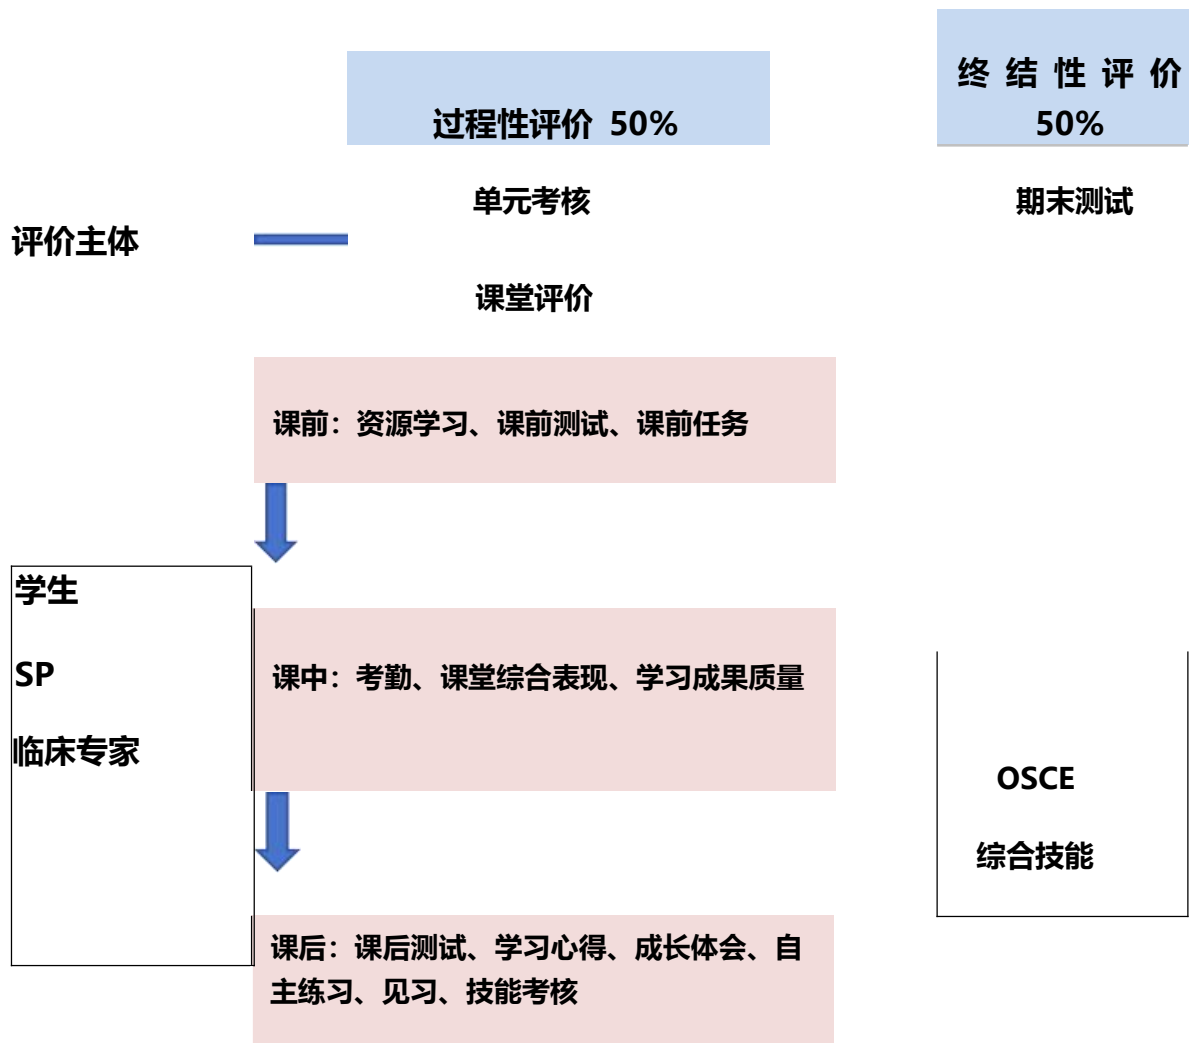 终结性评价
50%
过程性评价 50%
单元考核
期末测试
评价主体
课堂评价
课前：资源学习、课前测试、课前任务
学生
SP
课中：考勤、课堂综合表现、学习成果质量
临床专家
OSCE
综合技能
课后：课后测试、学习心得、成长体会、自
主练习、见习、技能考核